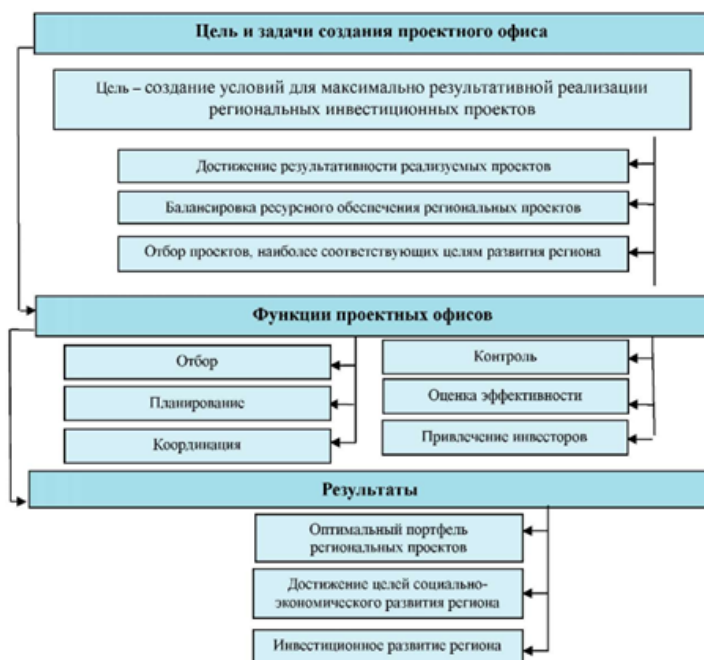 Цель и задачи создания проектного офиса
Цель – создание условий для максимально результативной реализации
региональных инвестиционных проектов
Достижение результативности реализуемых проектов
Балансировка ресурсного обеспечения региональных проектов
Отбор проектов, наиболее соответствующих целям развития региона
Функции проектных офисов
Отбор
Планирование
Координация
Контроль
Оценка эффективности
Привлечение инвесторов
Результаты
Оптимальный портфель
региональных проектов
Достижение целей социально-
экономического развития региона
Инвестиционное развитие региона